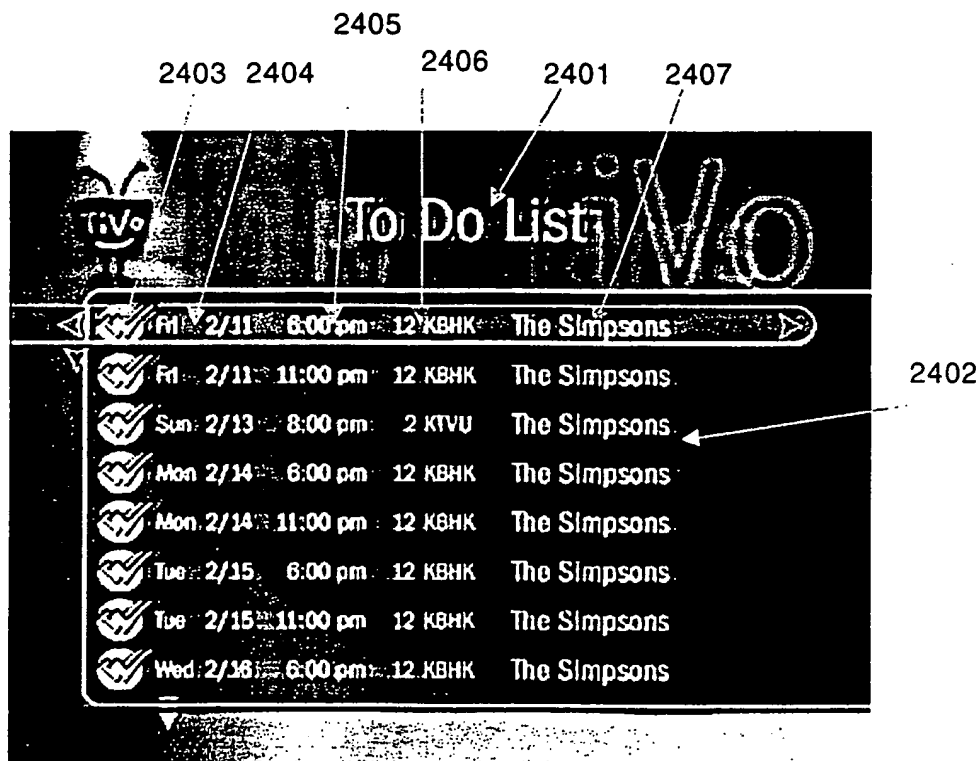 2405
2403 2404 2406 2401 2407
TiVo To Do List TiVo
Fri 2/11 6:00 pm 12 KBHK The Simpsons
2402
Fri 2/11 11:00 pm 12 KBHK The Simpsons
Sun 2/13 8:00 pm 2 KTVU The Simpsons
Mon 2/14 6:00 pm 12 KBHK The Simpsons
Mon 2/14 11:00 pm 12 KBHK The Simpsons
Tue 2/15 6:00 pm 12 KBHK The Simpsons
Tue 2/15 11:00 pm 12 KBHK The Simpsons
Wed 2/16 6:00 pm 12 KBHK The Simpsons